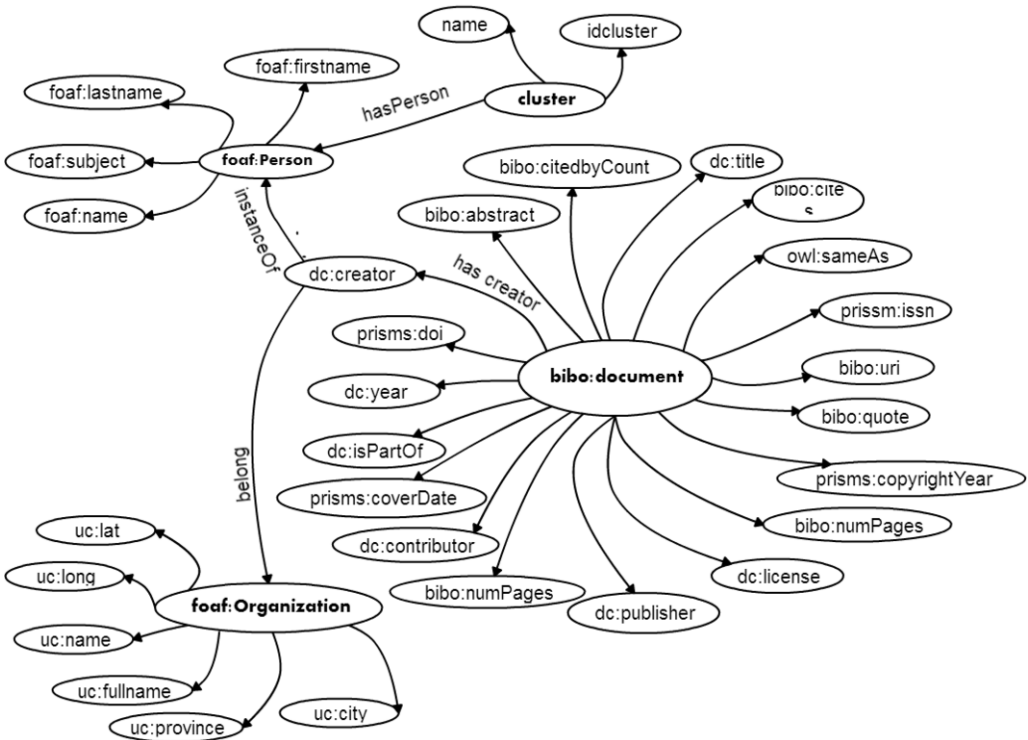 name
idcluster
foaf:firstname
foaf:lastname
hasPerson
cluster
foaf:subject
foaf:Person
foaf:name
instanceOf
bibo:citedbyCount
dc:title
bibo:cite
s
bibo:abstract
owl:sameAs
has creator
dc:creator
prissm:issn
prisms:doi
bibo:document
bibo:uri
dc:year
bibo:quote
dc:isPartOf
prisms:copyrightYear
prisms:coverDate
belong
bibo:numPages
dc:contributor
dc:license
bibo:numPages
dc:publisher
uc:lat
uc:long
foaf:Organization
uc:name
uc:fullname
uc:city
uc:province